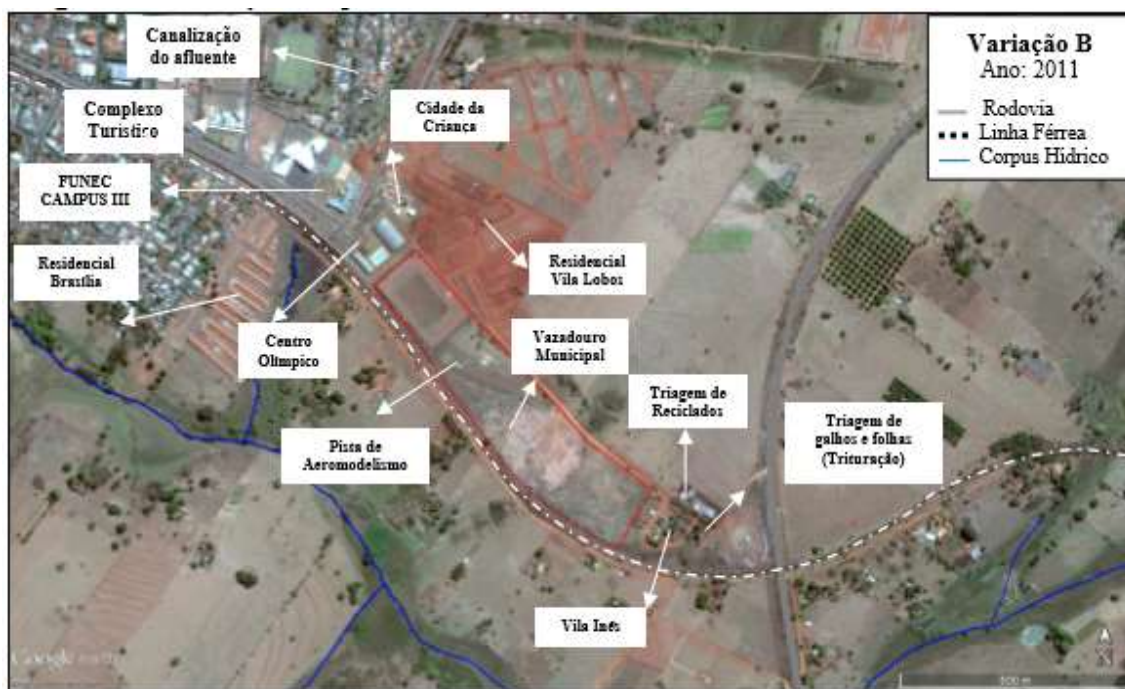 Canalização
do afluente
Complexo
Turístico
FUNEC
CAMPUS III
Residencial
Brasília
Cidade da
Criança
Centro
Olímpico
Pista de
Aeromodelismo
Residencial
Vila Lobos
Vazadouro
Municipal
Triagem de
Reciclados
Triagem de
galhos e folhas
(Trituração)
Vila Inês
Variação B
Ano: 2011
Rodovia
Linha Férrea
Corpus Hídrico
Google earth
N
500 m